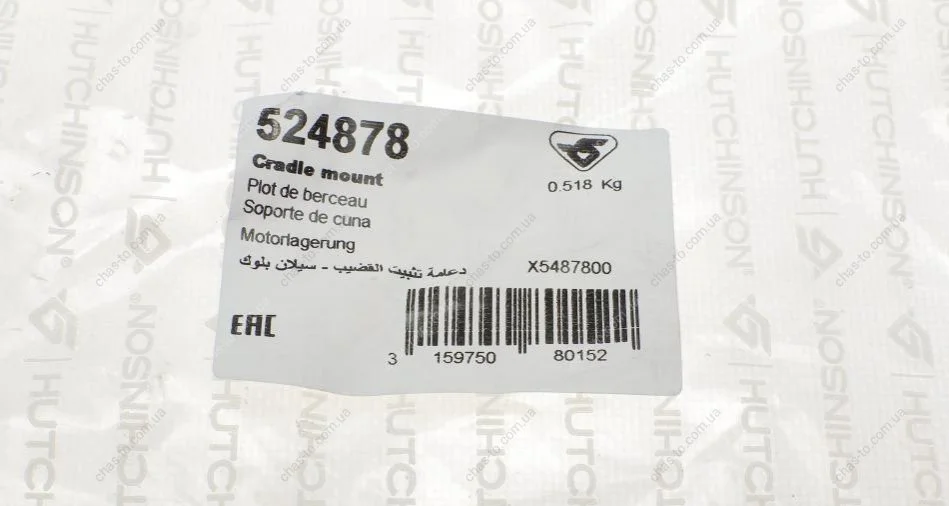 524878
Cradle mount
Plot de berceau
Soporte de cuna
Motorlagerung
دعامة تثبيت القضيب - سيلان بلوك
0.518 Kg
X5487800
EAC
3 159750 80152
HUTCHINSON®
chas-to.com.ua